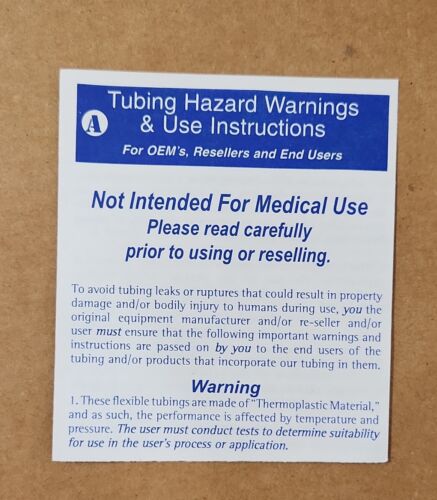 A
Tubing Hazard Warnings
& Use Instructions
For OEM's, Resellers and End Users
Not Intended For Medical Use
Please read carefully
prior to using or reselling.
To avoid tubing leaks or ruptures that could result in property
damage and/or bodily injury to humans during use, you the
original equipment manufacturer and/or re-seller and/or
user must ensure that the following important warnings and
instructions are passed on by you to the end users of the
tubing and/or products that incorporate our tubing in them.
Warning
1. These flexible tubings are made of "Thermoplastic Material,"
and as such, the performance is affected by temperature and
pressure. The user must conduct tests to determine suitability
for use in the user's process or application.